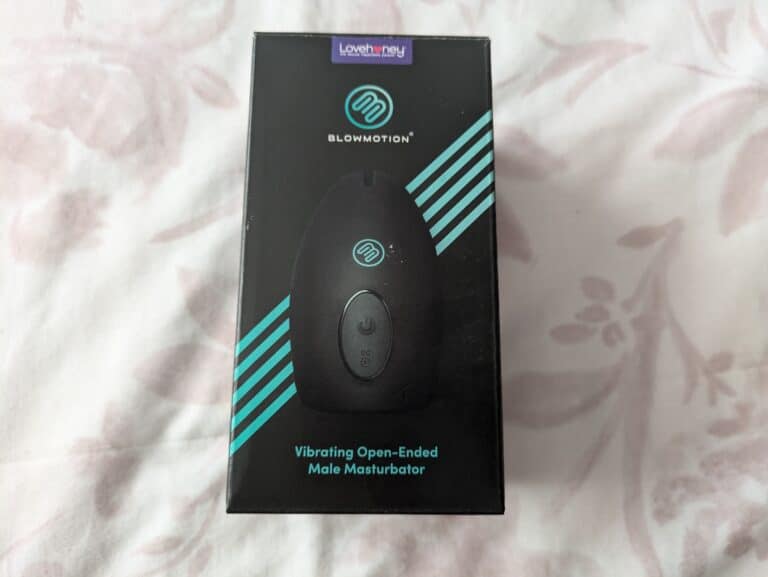 Lovehoney
BLOWMOTION
Vibrating Open-Ended
Male Masturbator